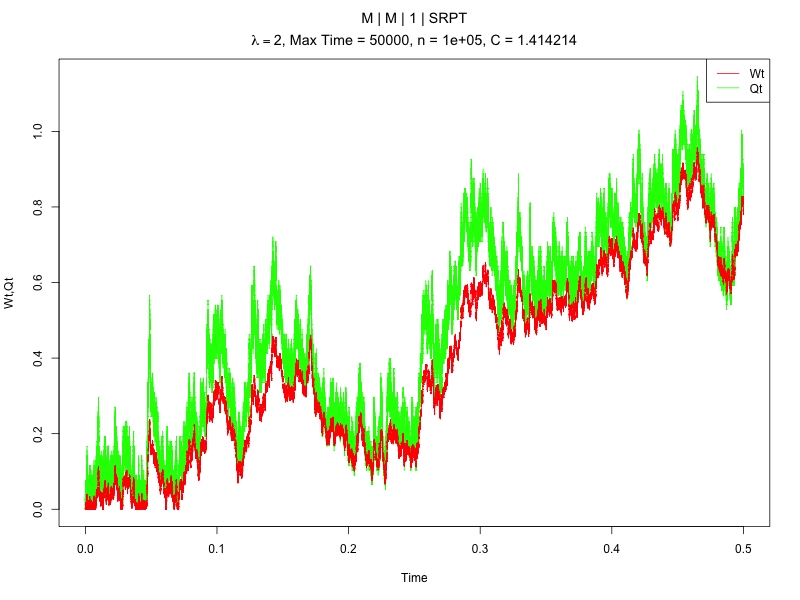 M | M | 1 | SRPT
λ = 2, Max Time = 50000, n = 1e+05, C = 1.414214
Wt
Qt
Wt,Qt
1.0
0.8
0.6
0.4
0.2
0.0
0.0 0.1 0.2 0.3 0.4 0.5
Time